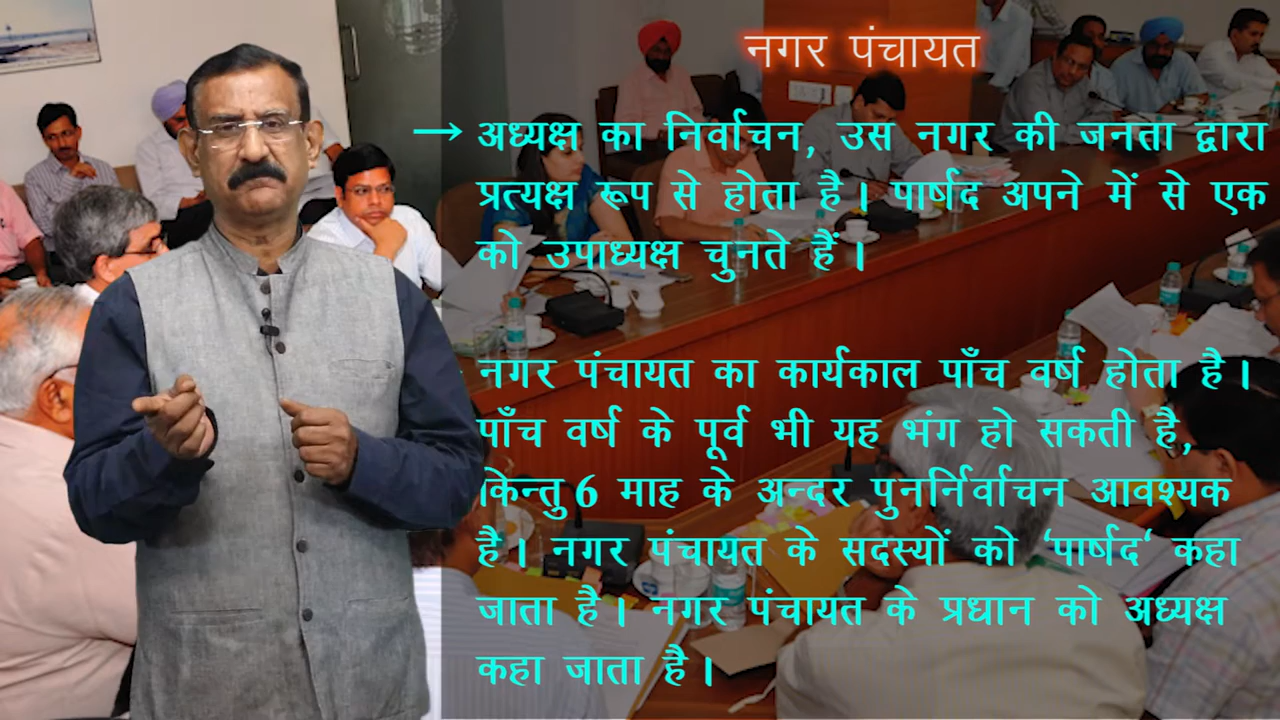 नगर पंचायत
→ अध्यक्ष का निर्वाचन, उस नगर की जनता द्वारा
प्रत्यक्ष रूप से होता है। पार्षद अपने में से एक
को उपाध्यक्ष चुनते हैं।
नगर पंचायत का कार्यकाल पाँच वर्ष होता है।
पाँच वर्ष के पूर्व भी यह भंग हो सकती है,
किन्तु 6 माह के अन्दर पुनर्निर्वाचन आवश्यक
है। नगर पंचायत के सदस्यों को ‘पार्षद‘ कहा
जाता है। नगर पंचायत के प्रधान को अध्यक्ष
कहा जाता है।